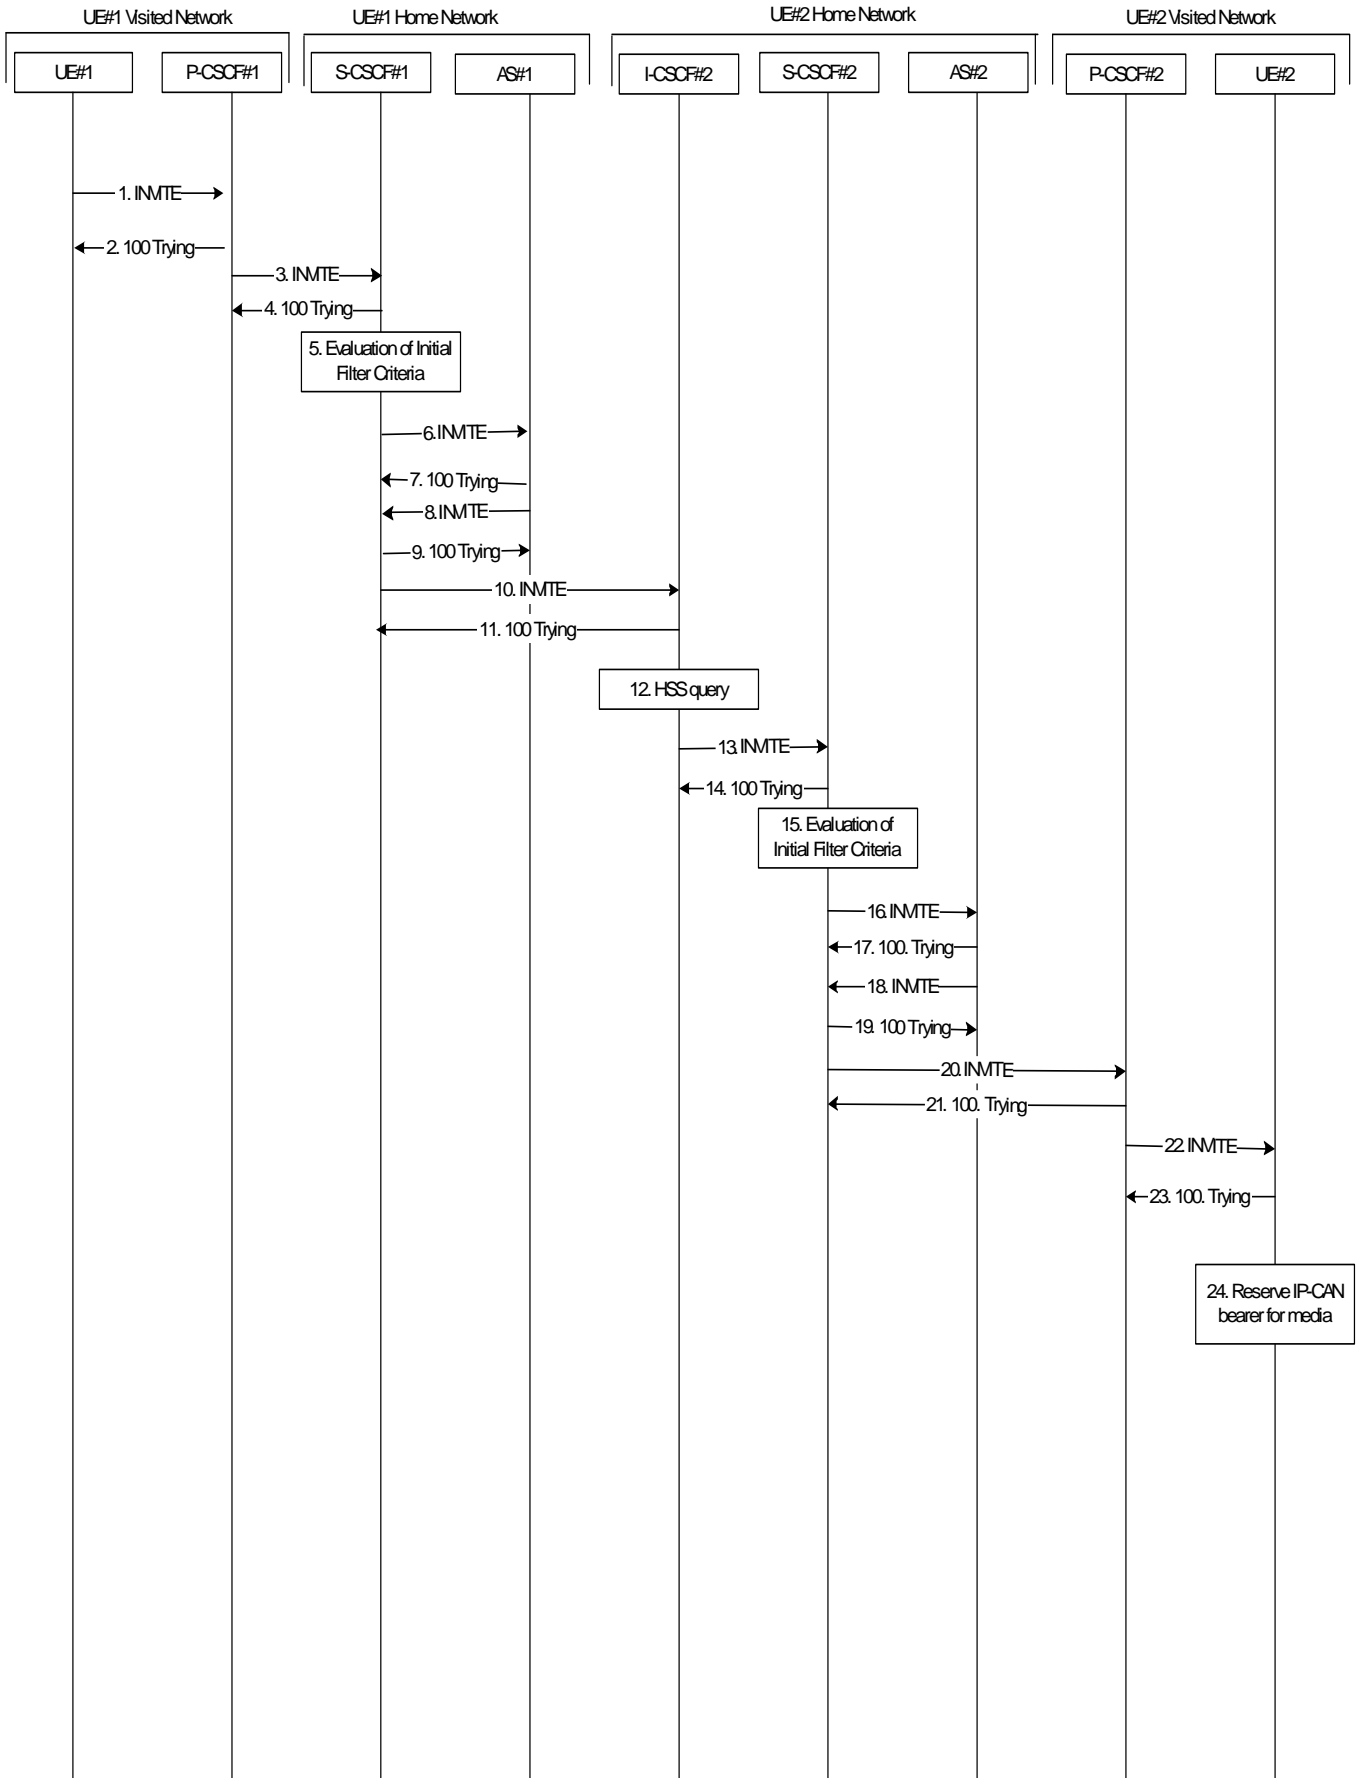 UE#1 Visited Network
UE#1 Home Network
UE#2 Home Network
UE#2 Visited Network
UE#1
P-CSCF#1
S-CSCF#1
AS#1
I-CSCF#2
S-CSCF#2
AS#2
P-CSCF#2
UE#2
1. INVITE
2. 100 Trying
3. INVITE
4. 100 Trying
5. Evaluation of Initial
Filter Criteria
6. INVITE
7. 100 Trying
8. INVITE
9. 100 Trying
10. INVITE
11. 100 Trying
12. HSS query
13. INVITE
14. 100 Trying
15. Evaluation of
Initial Filter Criteria
16. INVITE
17. 100. Trying
18. INVITE
19. 100 Trying
20. INVITE
21. 100. Trying
22. INVITE
23. 100. Trying
24. Reserve IP-CAN
bearer for media